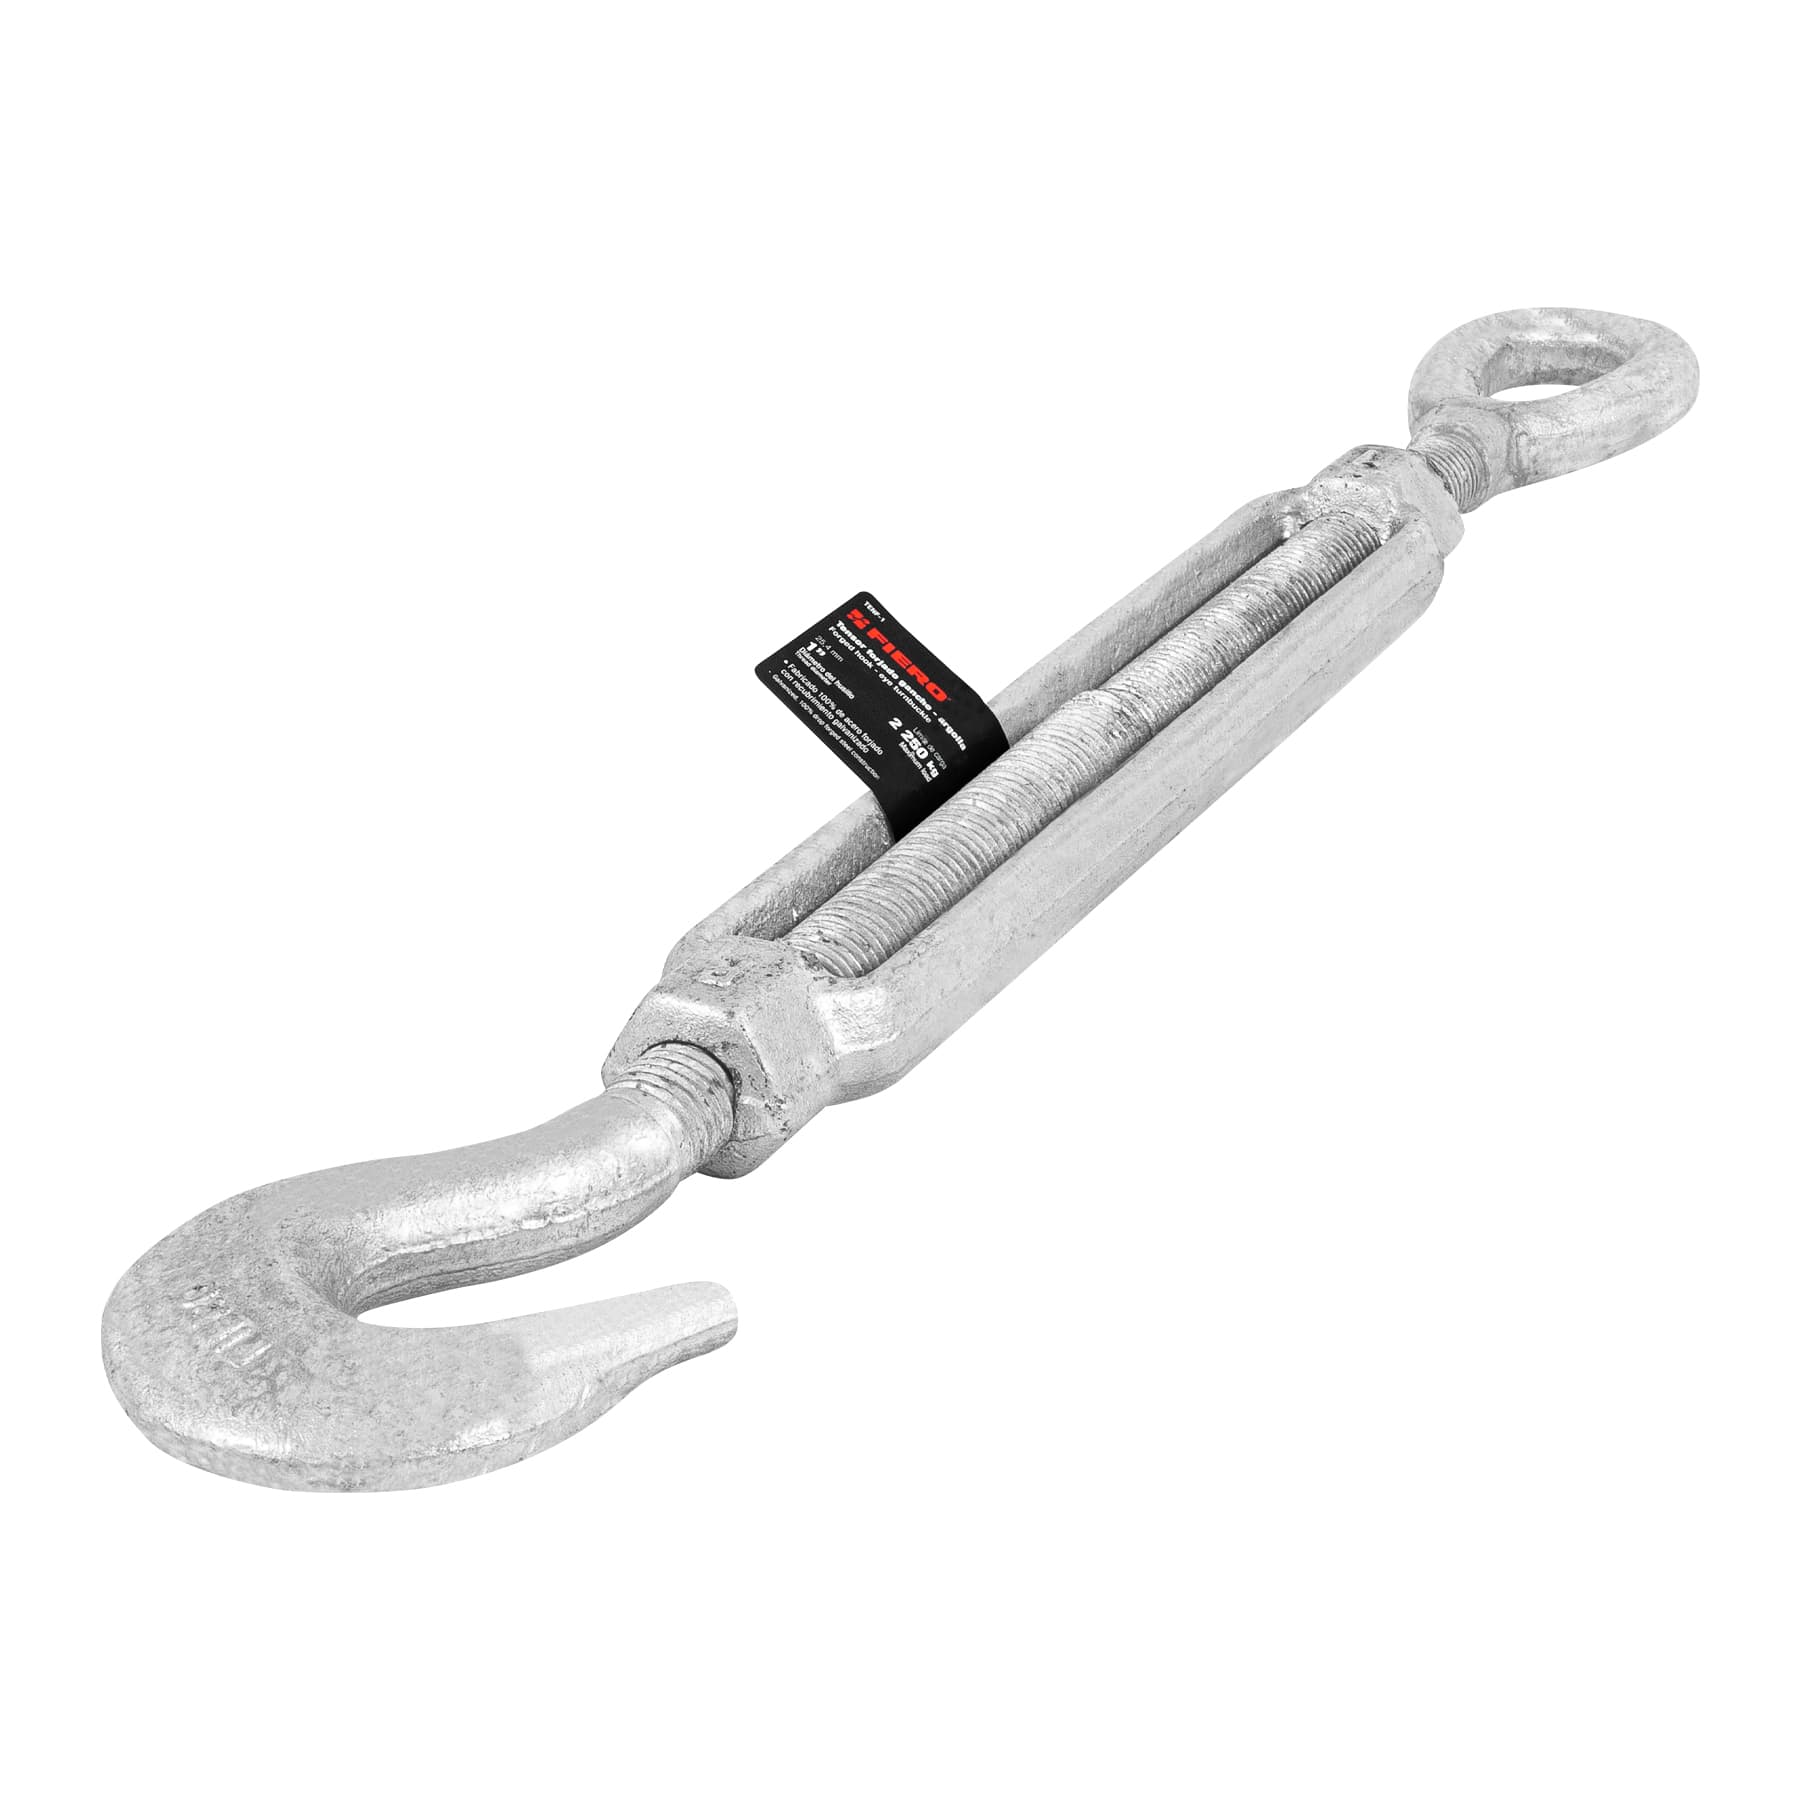 TENF-1
FIERO
Tensor forjado gancho - argolla
Forged hook - eye turnbuckle
25.4 mm
1"
Diámetro del husillo
Thread diameter
Límite de carga
2 250 kg
Maximum load
• Fabricado 100% de acero forjado
con recubrimiento galvanizado
• Galvanized, 100% drop forged steel construction